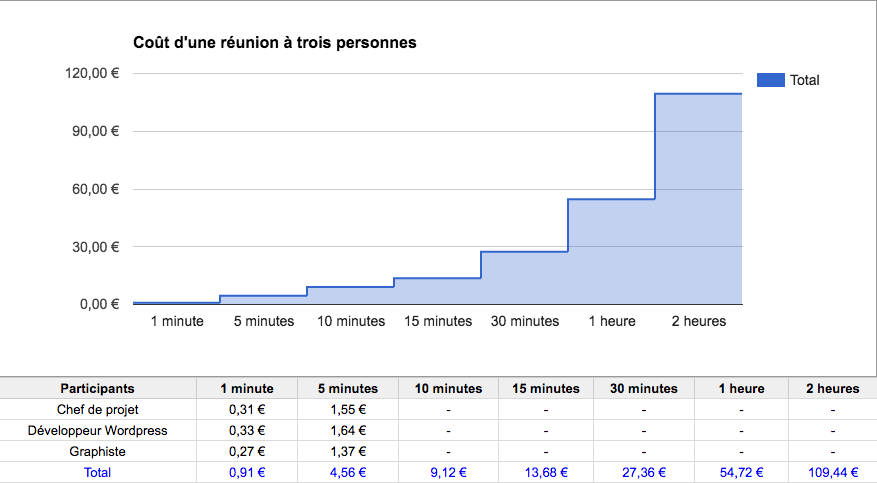 Coût d'une réunion à trois personnes
120,00 €
90,00 €
60,00 €
30,00 €
0,00 €
Total
1 minute 5 minutes 10 minutes 15 minutes 30 minutes 1 heure 2 heures
Participants 1 minute 5 minutes 10 minutes 15 minutes 30 minutes 1 heure 2 heures
Chef de projet 0,31 € 1,55 € - - - - -
Développeur Wordpress 0,33 € 1,64 € - - - - -
Graphiste 0,27 € 1,37 € - - - - -
Total 0,91 € 4,56 € 9,12 € 13,68 € 27,36 € 54,72 € 109,44 €